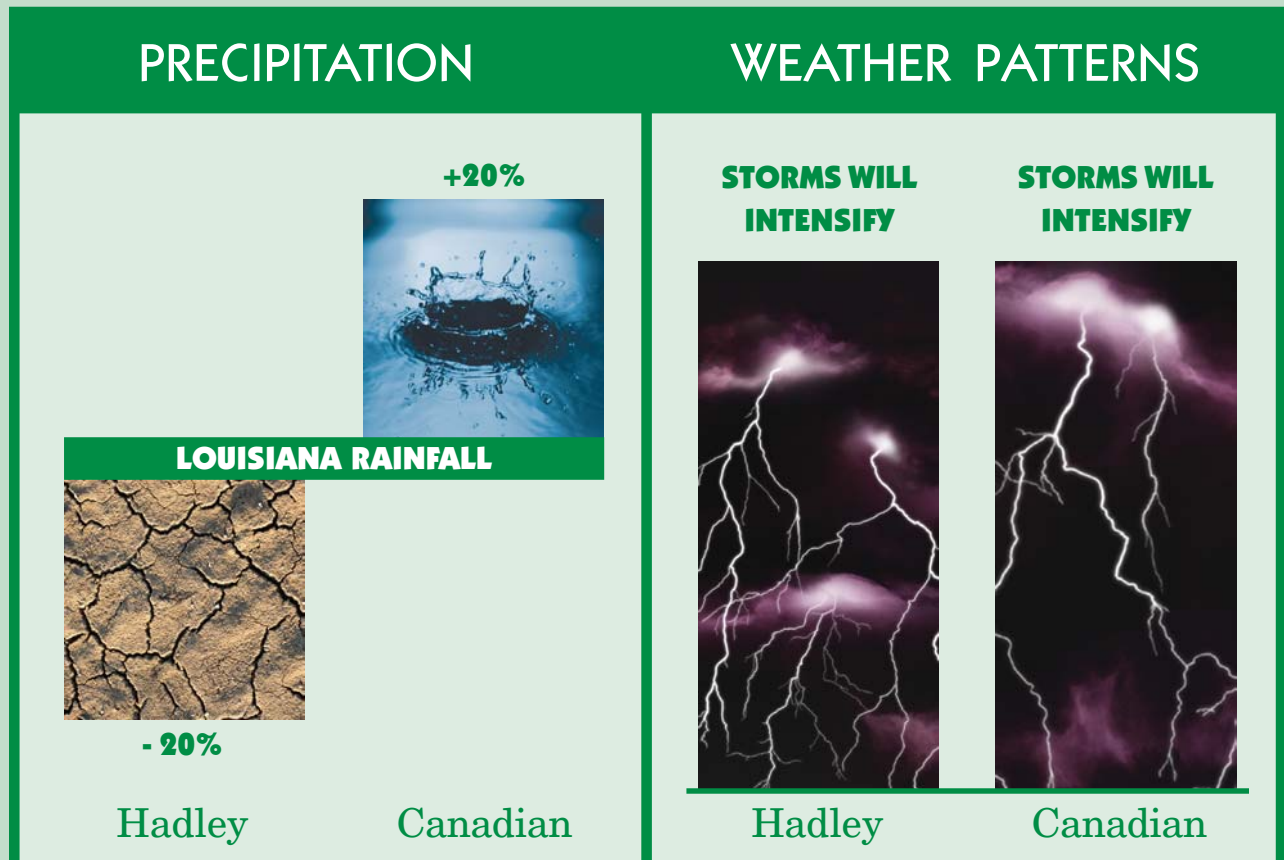 PRECIPITATION
+20%
LOUISIANA RAINFALL
- 20%
Hadley
Canadian
WEATHER PATTERNS
STORMS WILL
INTENSIFY
STORMS WILL
INTENSIFY
Hadley
Canadian